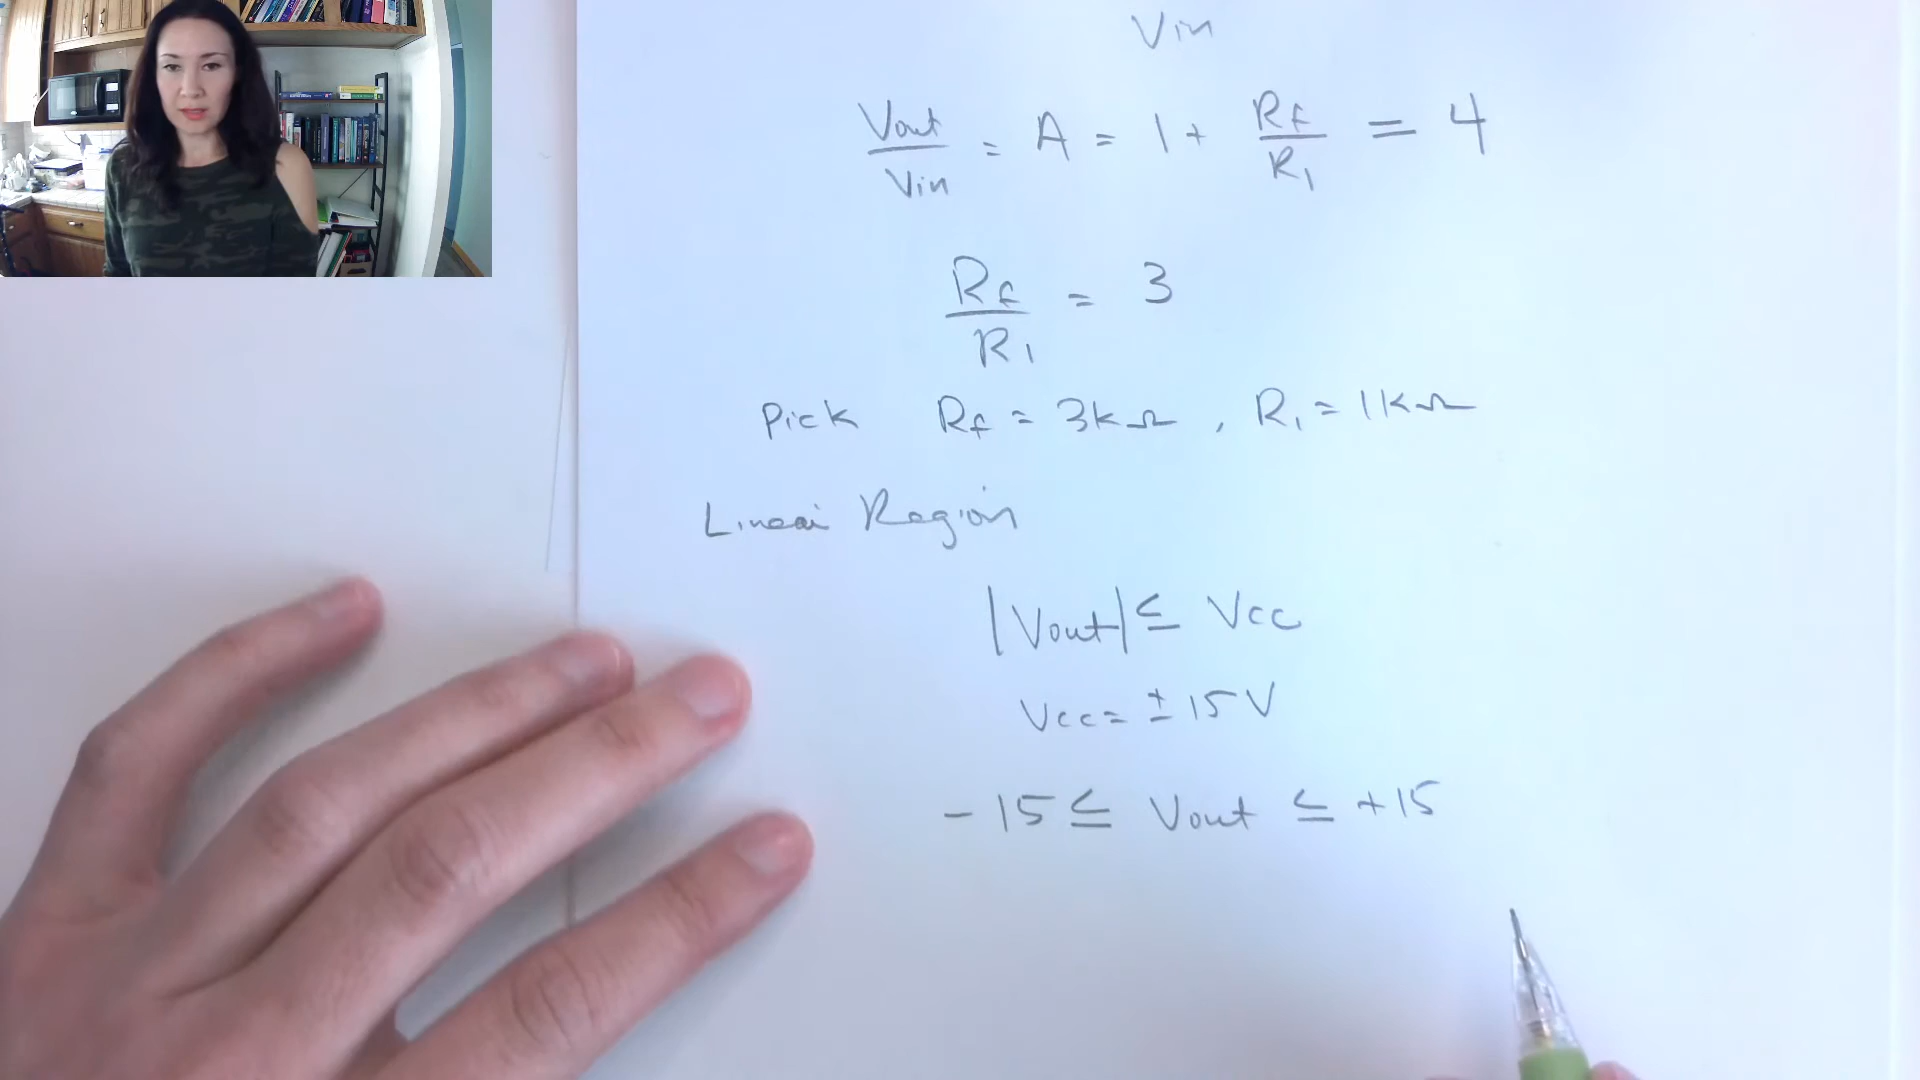 Vin
Vout/Vin = A = 1 + Rf/R1 = 4
Rf/R1 = 3
Pick Rf = 3kΩ, R1 = 1kΩ
Linear Region
|Vout| ≤ Vcc
Vcc = ± 15 V
- 15 ≤ Vout ≤ +15